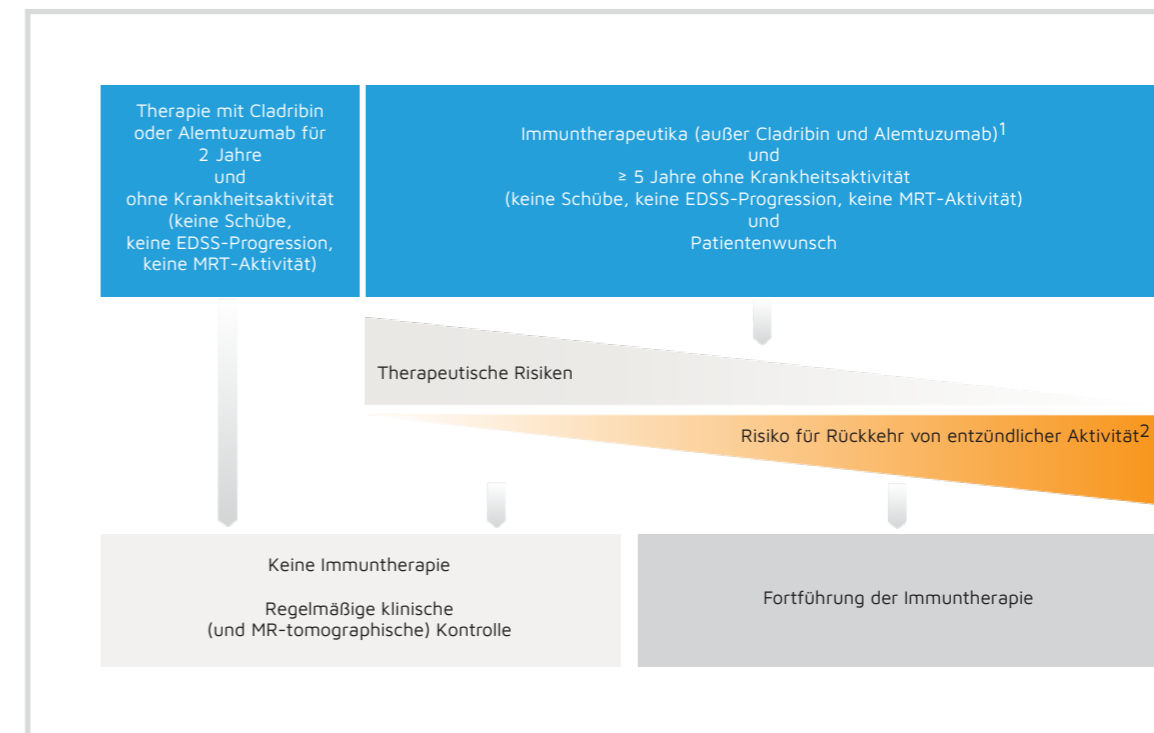 Therapie mit Cladribin
oder Alemtuzumab für
2 Jahre
und
ohne Krankheitsaktivität
(keine Schübe,
keine EDSS-Progression,
keine MRT-Aktivität)
Immuntherapeutika (außer Cladribin und Alemtuzumab)1
und
≥ 5 Jahre ohne Krankheitsaktivität
(keine Schübe, keine EDSS-Progression, keine MRT-Aktivität)
und
Patientenwunsch
Therapeutische Risiken
Risiko für Rückkehr von entzündlicher Aktivität2
Keine Immuntherapie
Regelmäßige klinische
(und MR-tomographische) Kontrolle
Fortführung der Immuntherapie